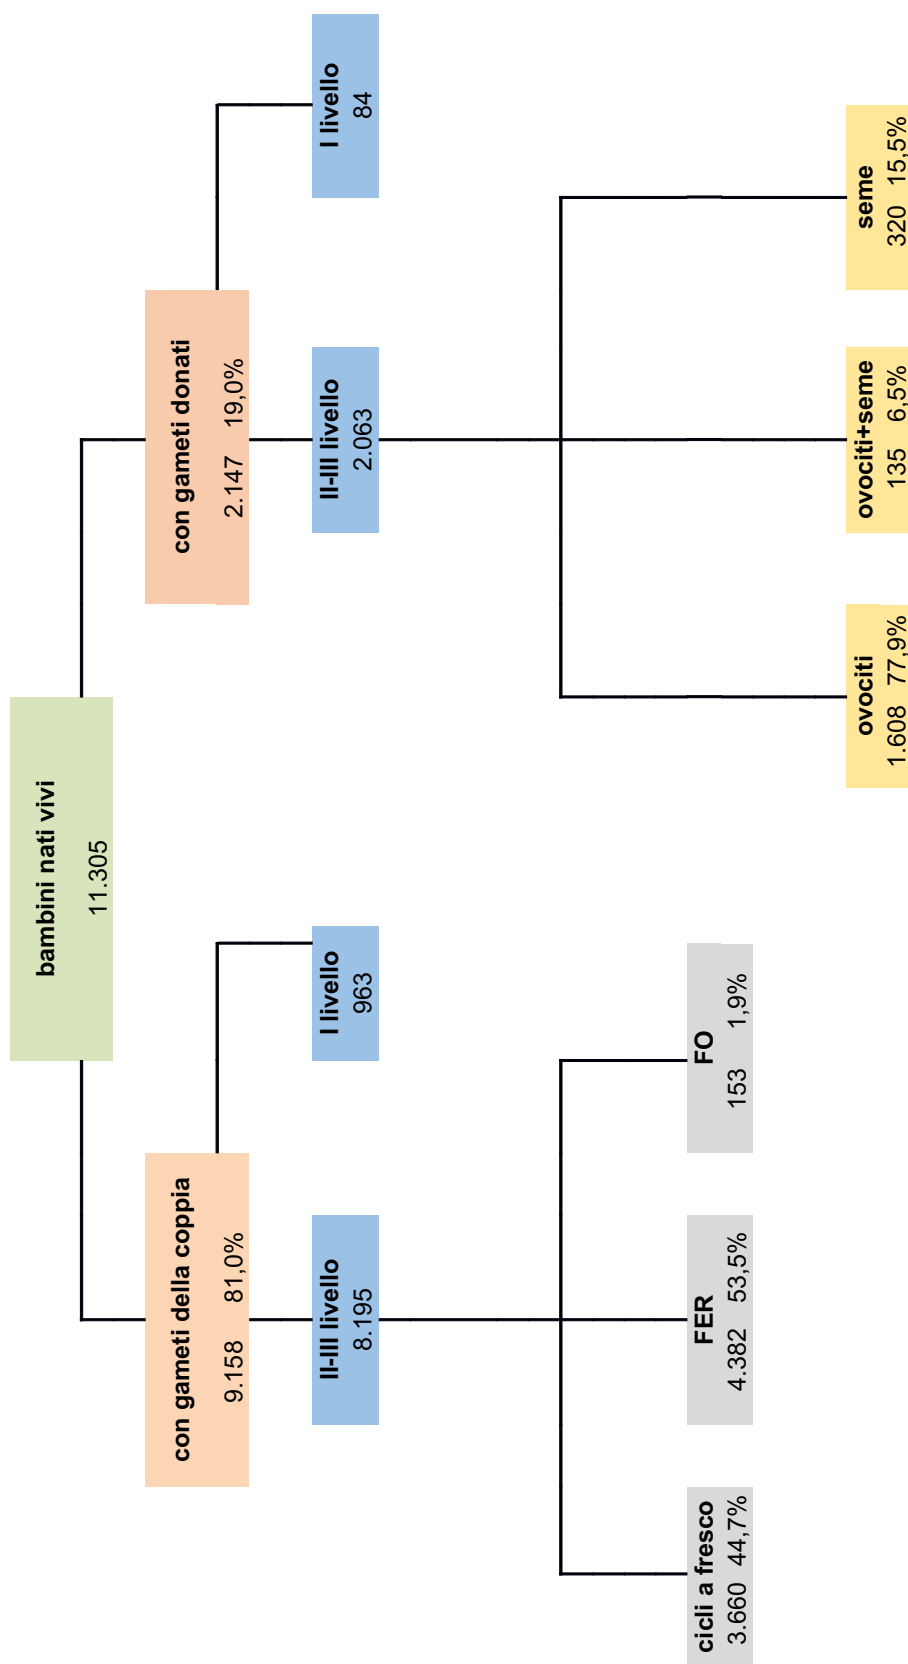 bambini nati vivi
11.305
con gameti della coppia
9.158 81,0%
con gameti donati
2.147 19,0%
II-III livello
8.195
I livello
963
II-III livello
2.063
I livello
84
cicli a fresco
3.660 44,7%
FER
4.382 53,5%
FO
153 1,9%
ovociti
1.608 77,9%
ovociti+seme
135 6,5%
seme
320 15,5%